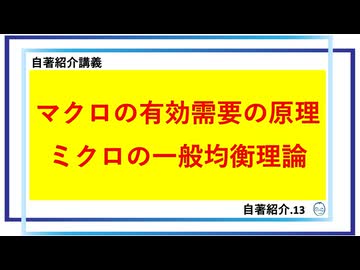 自著紹介講義
マクロの有効需要の原理
ミクロの一般均衡理論
自著紹介.13